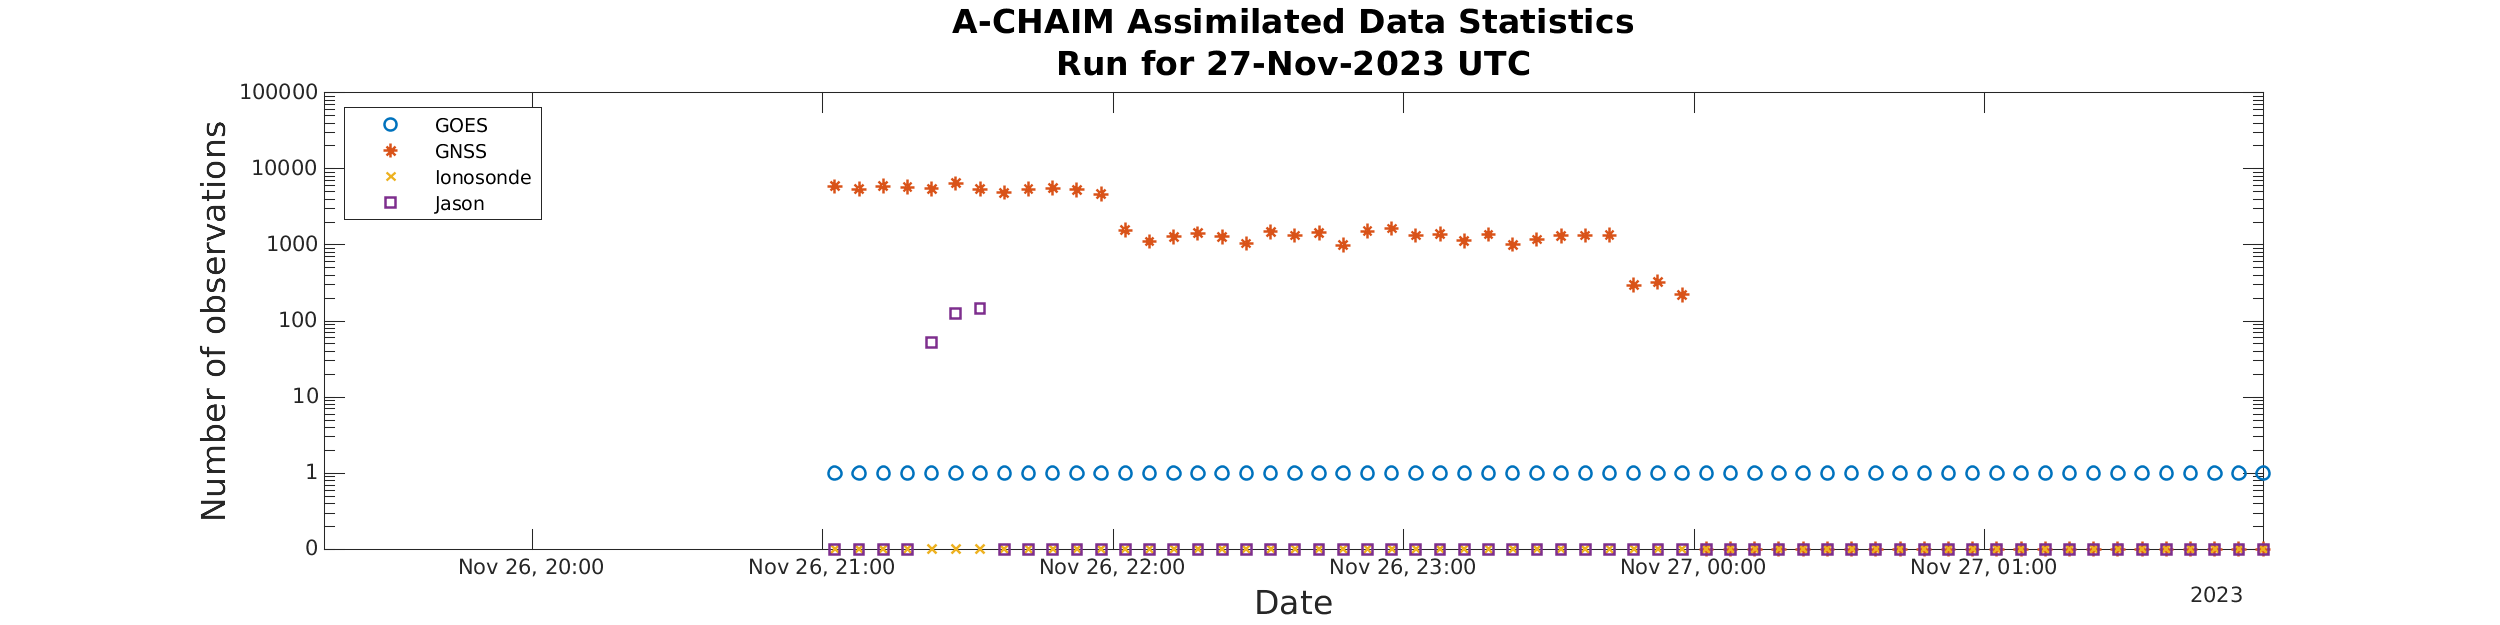 A-CHAIM Assimilated Data Statistics
Run for 27-Nov-2023 UTC
100000
10000
1000
100
10
1
0
Number of observations
GOES
GNSS
Ionosonde
Jason
Nov 26, 20:00
Nov 26, 21:00
Nov 26, 22:00
Nov 26, 23:00
Nov 27, 00:00
Nov 27, 01:00
2023
Date